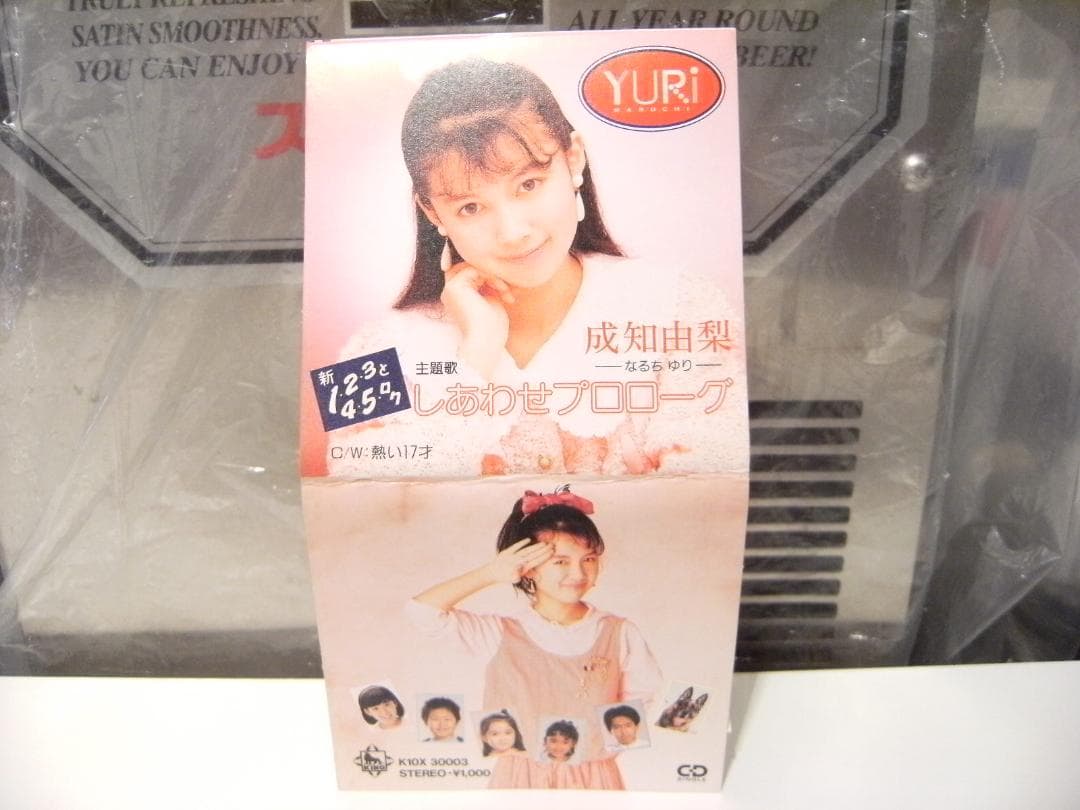 SATIN SMOOTHNESS,
YOU CAN ENJOY
ALL YEAR ROUND
BEER!
ス
YURi
NARUCHI
成知由梨
なるち ゆり
新
1.2.3と
4.5.ロク
主題歌
しあわせプロローグ
C/W:熱い17才
KING
K10X 30003
STEREO-¥1,000
CD
SINGLE